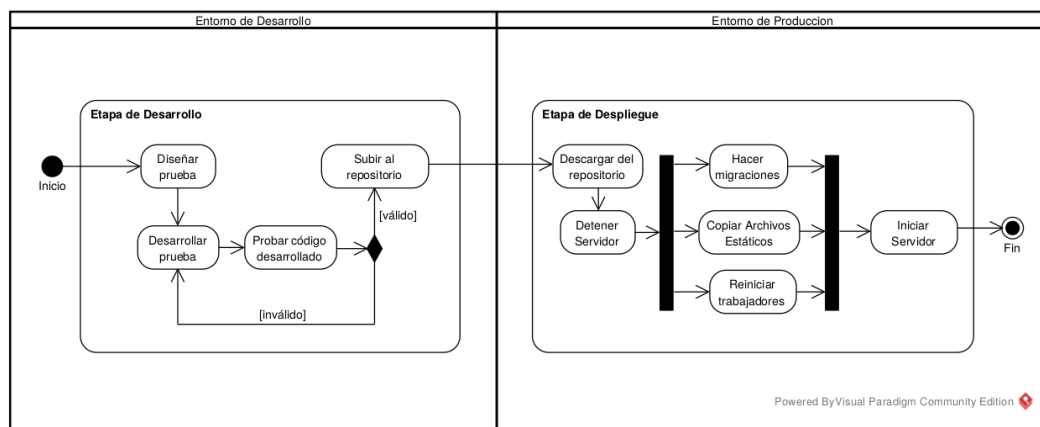 Entorno de Desarrollo
Entorno de Produccion
Etapa de Desarrollo
Inicio
Diseñar
prueba
Subir al
repositorio
[válido]
Desarrollar
prueba
Probar código
desarrollado
[inválido]
Etapa de Despliegue
Descargar del
repositorio
Detener
Servidor
Hacer
migraciones
Copiar Archivos
Estáticos
Reiniciar
trabajadores
Iniciar
Servidor
Fin
Powered ByVisual Paradigm Community Edition